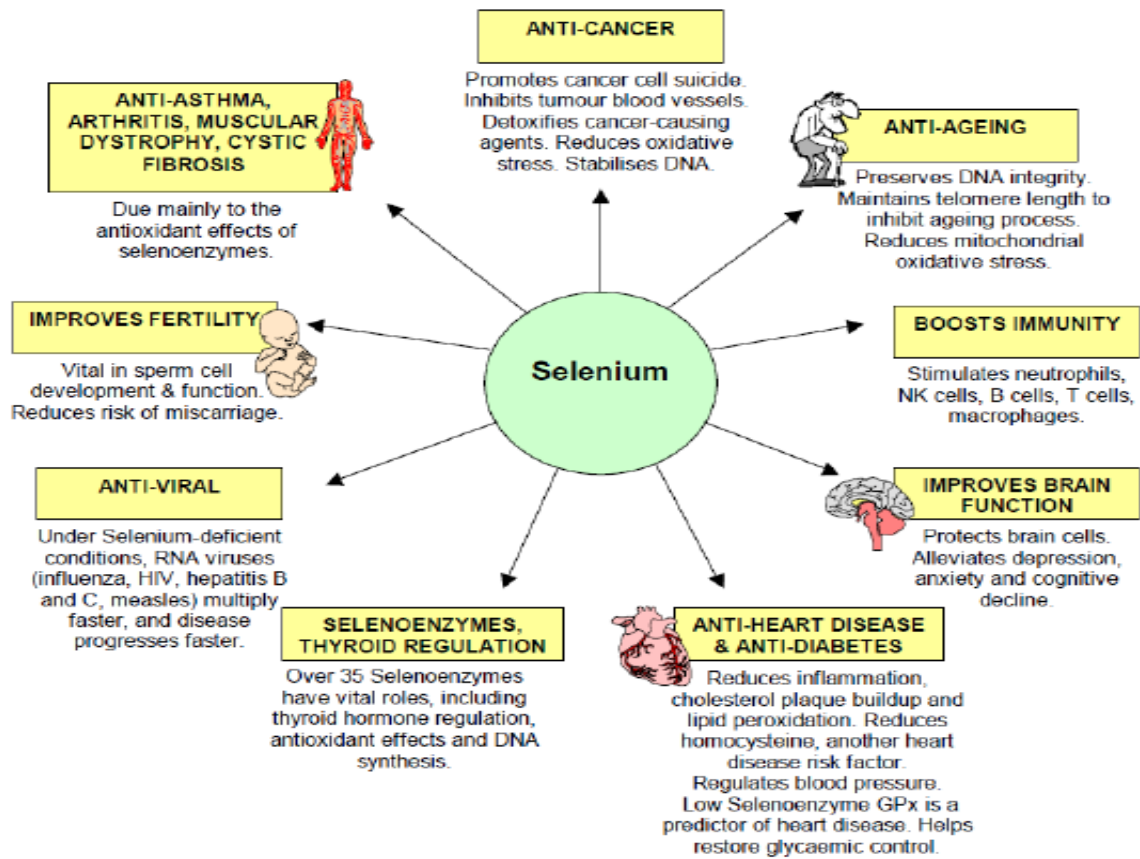 ANTI-CANCER
Promotes cancer cell suicide.
Inhibits tumour blood vessels.
Detoxifies cancer-causing
agents. Reduces oxidative
stress. Stabilises DNA.
ANTI-ASTHMA,
ARTHRITIS, MUSCULAR
DYSTROPHY, CYSTIC
FIBROSIS
Due mainly to the
antioxidant effects of
selenoenzymes.
ANTI-AGEING
Preserves DNA integrity.
Maintains telomere length to
inhibit ageing process.
Reduces mitochondrial
oxidative stress.
IMPROVES FERTILITY
Vital in sperm cell
development & function.
Reduces risk of miscarriage.
Selenium
BOOSTS IMMUNITY
Stimulates neutrophils,
NK cells, B cells, T cells,
macrophages.
ANTI-VIRAL
Under Selenium-deficient
conditions, RNA viruses
(influenza, HIV, hepatitis B
and C, measles) multiply
faster, and disease
progresses faster.
IMPROVES BRAIN
FUNCTION
Protects brain cells.
Alleviates depression,
anxiety and cognitive
decline.
SELENOENZYMES,
THYROID REGULATION
Over 35 Selenoenzymes
have vital roles, including
thyroid hormone regulation,
antioxidant effects and DNA
synthesis.
ANTI-HEART DISEASE
& ANTI-DIABETES
Reduces inflammation,
cholesterol plaque buildup and
lipid peroxidation. Reduces
homocysteine, another heart
disease risk factor.
Regulates blood pressure.
Low Selenoenzyme GPx is a
predictor of heart disease. Helps
restore glycaemic control.